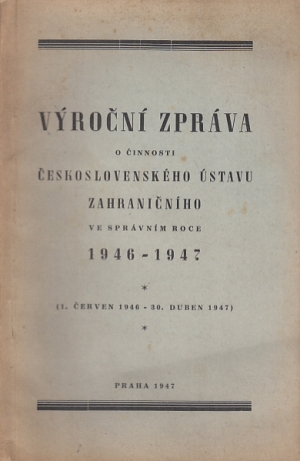 VÝROČNÍ ZPRÁVA
O ČINNOSTI
ČESKOSLOVENSKÉHO ÚSTAVU
ZAHRANIČNÍHO
VE SPRÁVNÍM ROCE
1946-1947
*
(1. ČERVEN 1946 - 30. DUBEN 1947)
*
PRAHA 1947